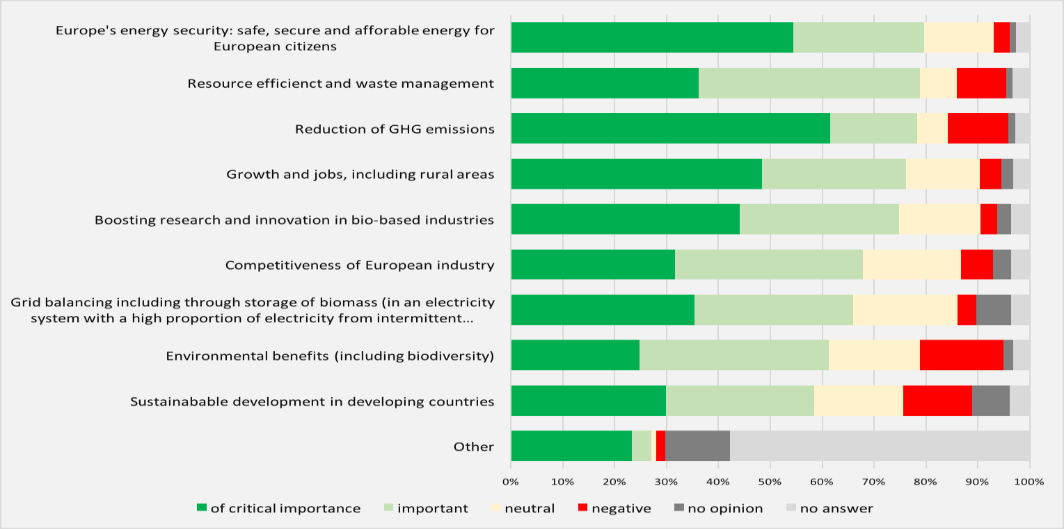 Europe's energy security: safe, secure and afforable energy for
European citizens
Resource efficienct and waste management
Reduction of GHG emissions
Growth and jobs, including rural areas
Boosting research and innovation in bio-based industries
Competitiveness of European industry
Grid balancing including through storage of biomass (in an electricity
system with a high proportion of electricity from intermittent...
Environmental benefits (including biodiversity)
Sustainabable development in developing countries
Other
0% 10% 20% 30% 40% 50% 60% 70% 80% 90% 100%
of critical importance important neutral negative no opinion no answer